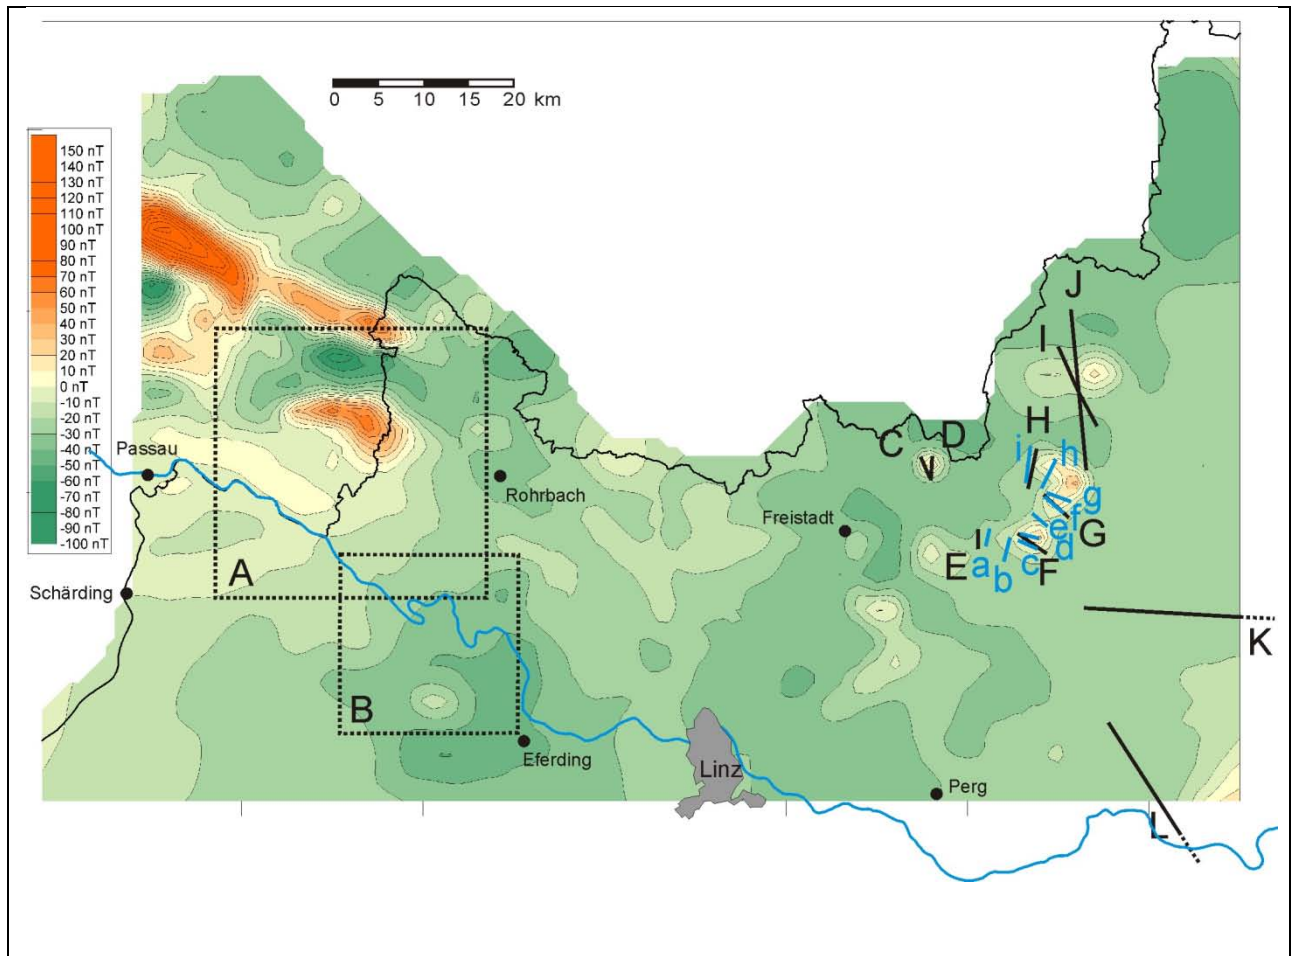 0 5 10 15 20 km
150 nT
140 nT
130 nT
120 nT
110 nT
100 nT
90 nT
80 nT
70 nT
60 nT
50 nT
40 nT
30 nT
20 nT
10 nT
0 nT
-10 nT
-20 nT
-30 nT
-40 nT
-50 nT
-60 nT
-70 nT
-80 nT
-90 nT
-100 nT
J
I
H
C
D
i
h
g
f
e
d
G
E
a
b
c
F
K
L
A
B
Passau
Schärding
Rohrbach
Freistadt
Eferding
Linz
Perg